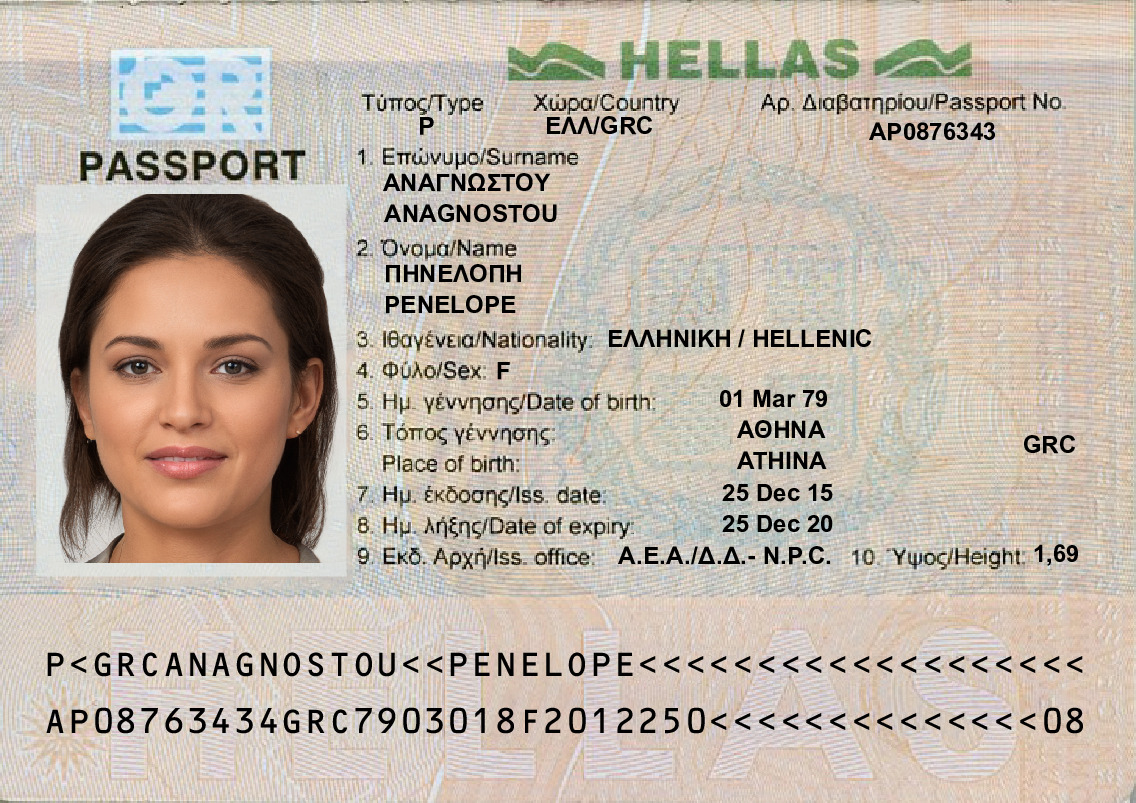 GR
HELLAS
PASSPORT
Τύπος/Type Χώρα/Country Αρ. Διαβατηρίου/Passport No.
P ΕΛΛ/GRC AP0876343
1. Επώνυμο/Surname
ΑΝΑΓΝΩΣΤΟΥ
ANAGNOSTOU
2. Όνομα/Name
ΠΗΝΕΛΟΠΗ
PENELOPE
3. Ιθαγένεια/Nationality: ΕΛΛΗΝΙΚΗ / HELLENIC
4. Φύλο/Sex: F
5. Ημ. γέννησης/Date of birth: 01 Mar 79
6. Τόπος γέννησης: ΑΘΗΝΑ
Place of birth: ATHINA GRC
7. Ημ. έκδοσης/Iss. date: 25 Dec 15
8. Ημ. λήξης/Date of expiry: 25 Dec 20
9. Εκδ. Αρχή/Iss. office: Α.Ε.Α./Δ.Δ.- N.P.C. 10. Ύψος/Height: 1,69
HELLAS
P<GRCANAGNOSTOU<<PENELOPE<<<<<<<<<<<<<<<<<<<
AP08763434GRC7903018F2012250<<<<<<<<<<<<<<08